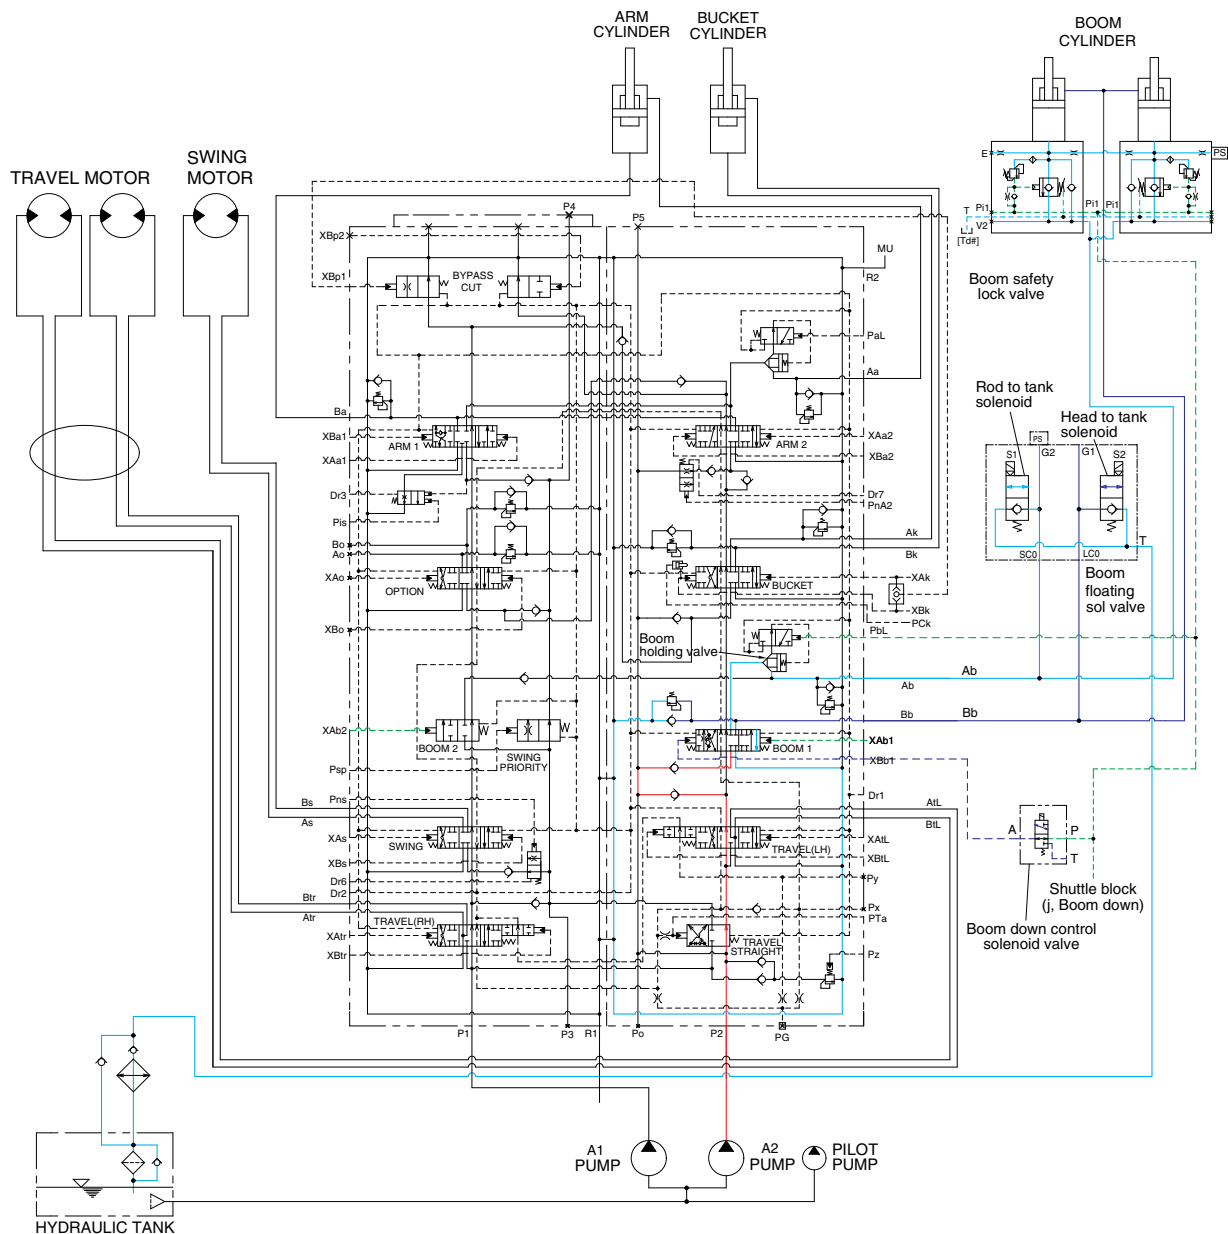 ARM
CYLINDER
BUCKET
CYLINDER
BOOM
CYLINDER
TRAVEL MOTOR
SWING
MOTOR
E
PS
Pi1
Pi1
Pi1
T
V2
[Td#]
Boom safety
lock valve
P4
P5
XBp2
XBp1
BYPASS
CUT
MU
R2
PaL
Aa
Ba
XBa1
ARM 1
XAa1
ARM 2
XAa2
XBa2
Dr3
Pis
Dr7
PnA2
Bo
Ao
Ak
Bk
XAo
OPTION
XBo
BUCKET
XAk
XBk
PCk
PbL
Rod to tank
solenoid
Head to tank
solenoid
PS
S1
G2
G1
S2
SC0
LC0
T
Boom
floating
sol valve
Boom
holding valve
Ab
Ab
Bb
Bb
XAb2
BOOM 2
SWING
PRIORITY
BOOM 1
XAb1
XBb1
Psp
Pns
Dr1
Bs
As
AtL
BtL
XAs
SWING
XBs
TRAVEL(LH)
XAtL
XBtL
Dr6
Dr2
Py
Btr
Atr
Px
PTa
TRAVEL(RH)
XAtr
XBtr
TRAVEL
STRAIGHT
Pz
A
P
T
Shuttle block
(j, Boom down)
Boom down control
solenoid valve
P1
P3
R1
Po
P2
PG
A1
PUMP
A2
PUMP
PILOT
PUMP
HYDRAULIC TANK